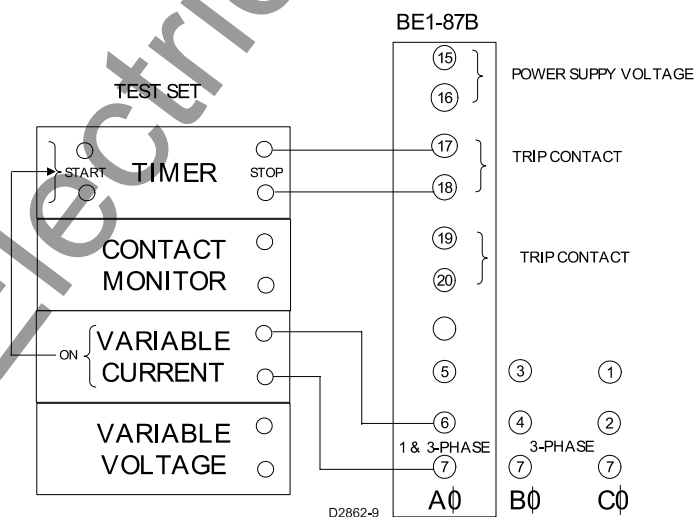 BE1-87B
15
POWER SUPPLY VOLTAGE
16
TEST SET
17
TRIP CONTACT
START
TIMER
STOP
18
19
CONTACT
MONITOR
TRIP CONTACT
20
ON
VARIABLE
CURRENT
5 3 1
6 4 2
VARIABLE
VOLTAGE
1 & 3-PHASE 3-PHASE
7 7 7
D2862-9
Aϕ Bϕ Cϕ